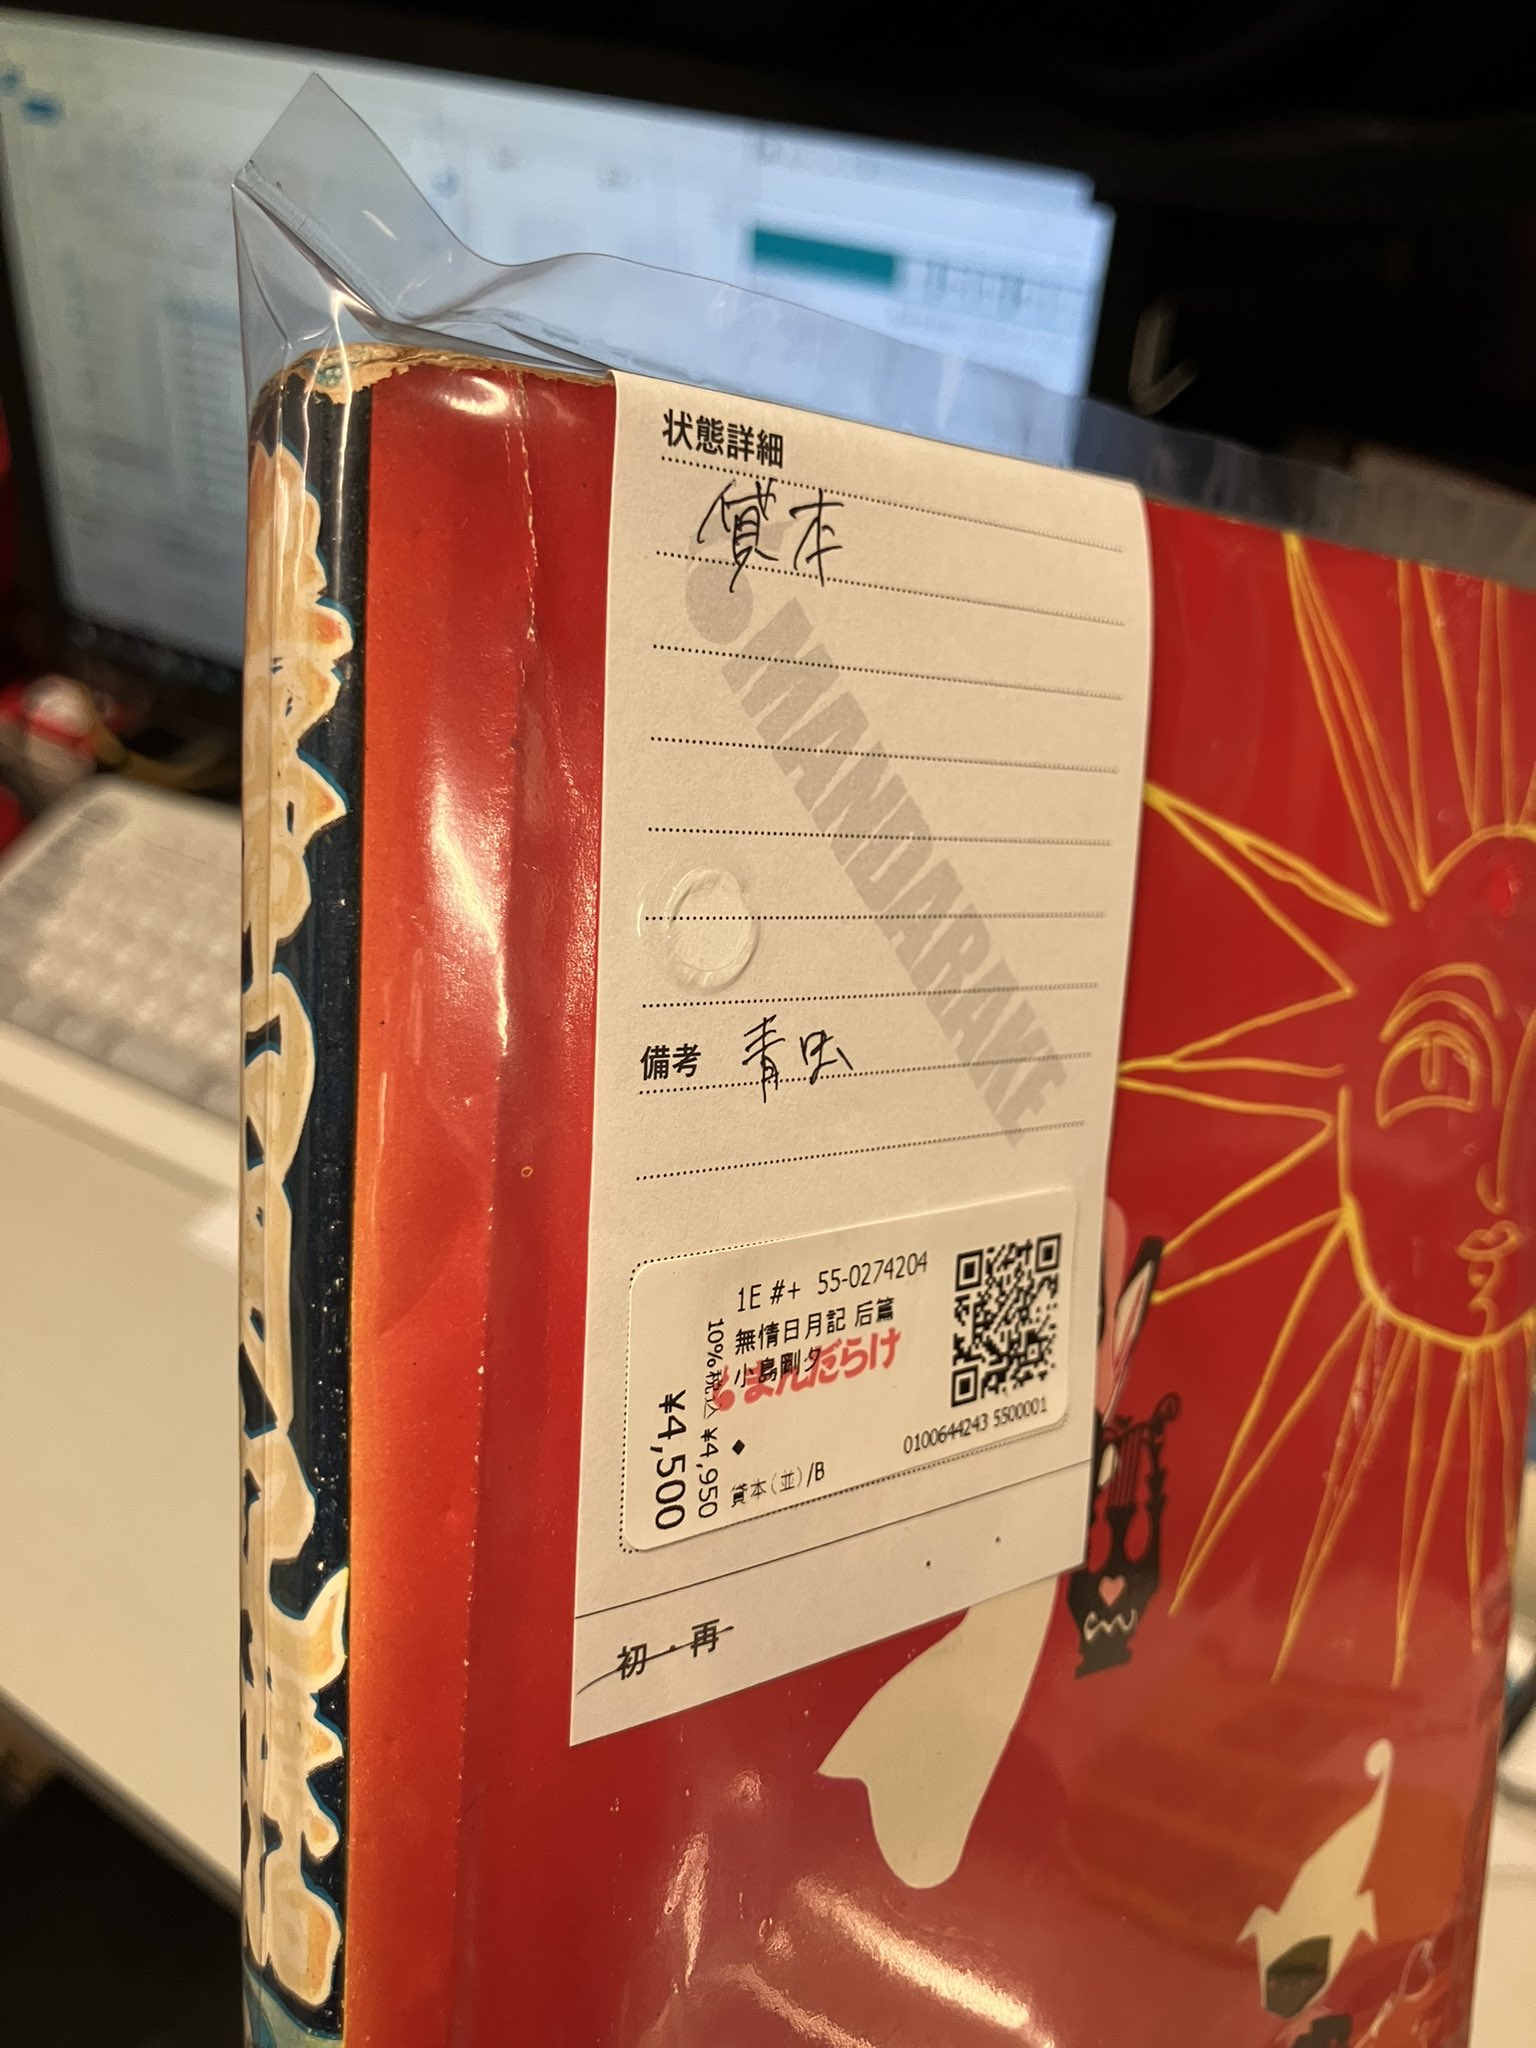 状態詳細
貸本
MANDARAKE
備考 青虫
1E #+ 55-0274204
無情日月記 后篇
小島剛夕
まんだらけ
10%税込 ¥4,950
¥4,500
◆
貸本(並)/B
0100644243 5500001
初・再